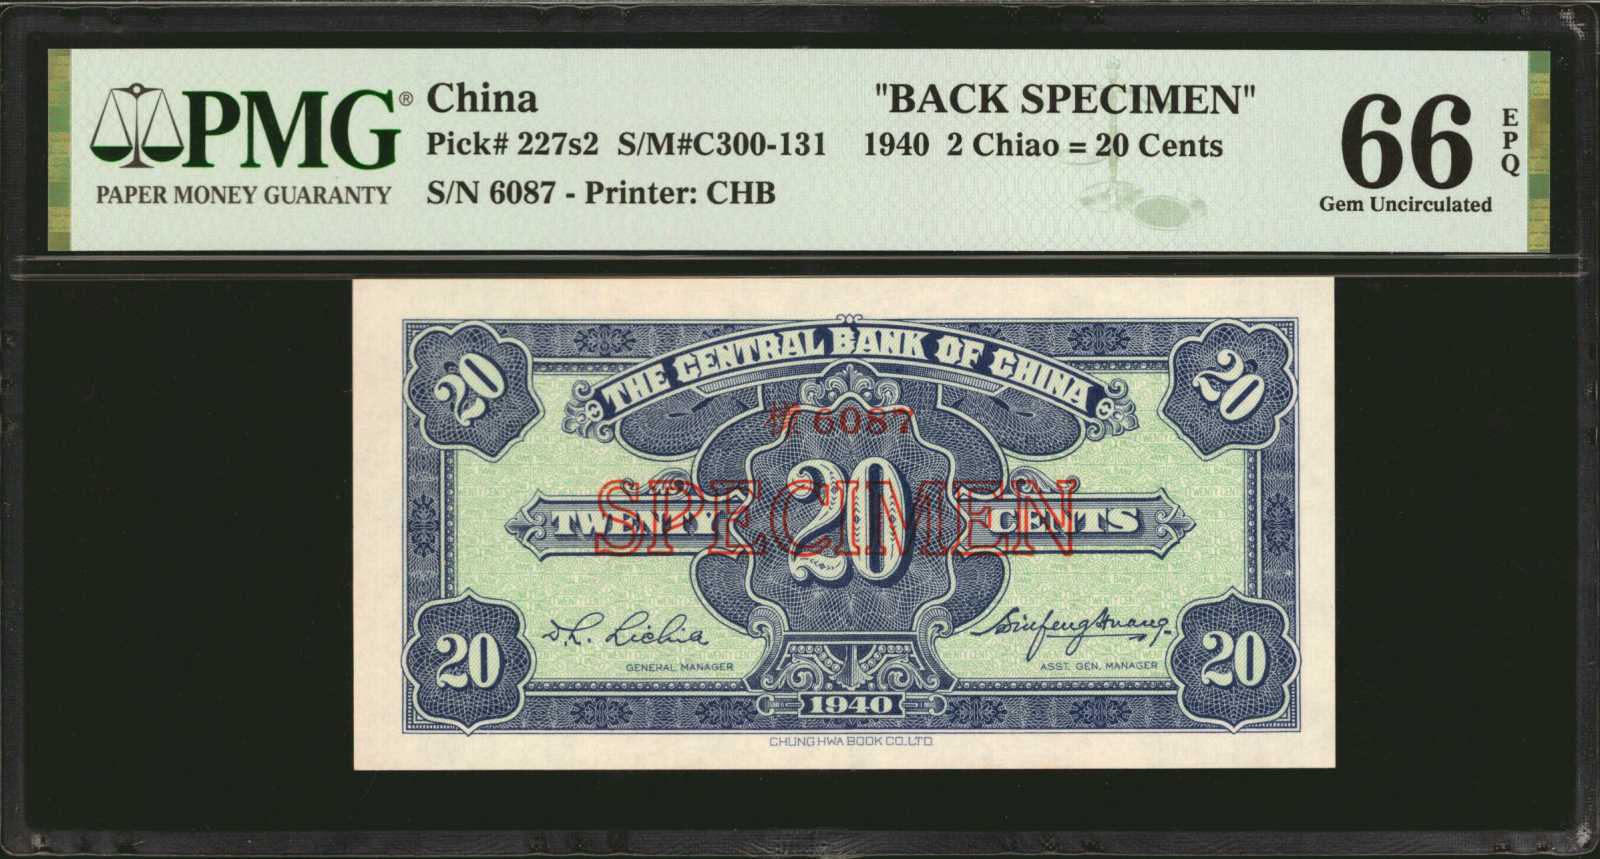 PMG®
PAPER MONEY GUARANTY
China
"BACK SPECIMEN"
Pick# 227s2 S/M#C300-131 1940 2 Chiao = 20 Cents
S/N 6087 - Printer: CHB
66 EPQ
Gem Uncirculated
THE CENTRAL BANK OF CHINA
20
20
6087
20
TWENTY CENTS
SPECIMEN
GENERAL MANAGER
ASST. GEN. MANAGER
20
20
1940
CHUNG HWA BOOK CO. LTD